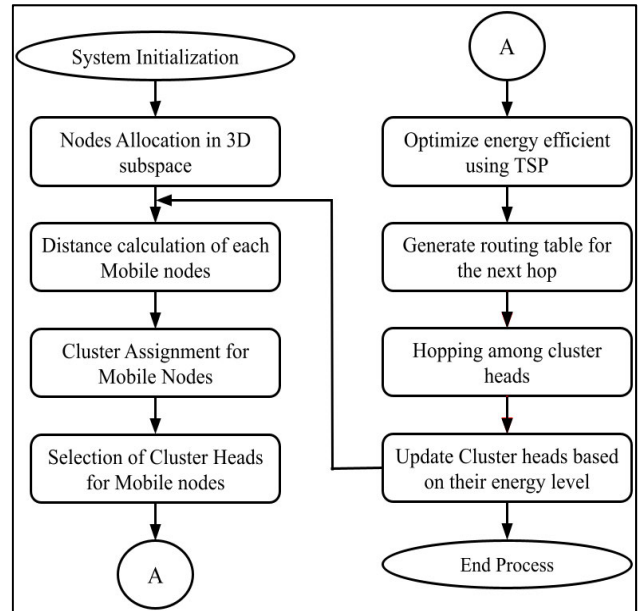 System Initialization
Nodes Allocation in 3D
subspace
Distance calculation of each
Mobile nodes
Cluster Assignment for
Mobile Nodes
Selection of Cluster Heads
for Mobile nodes
A
A
Optimize energy efficient
using TSP
Generate routing table for
the next hop
Hopping among cluster
heads
Update Cluster heads based
on their energy level
End Process